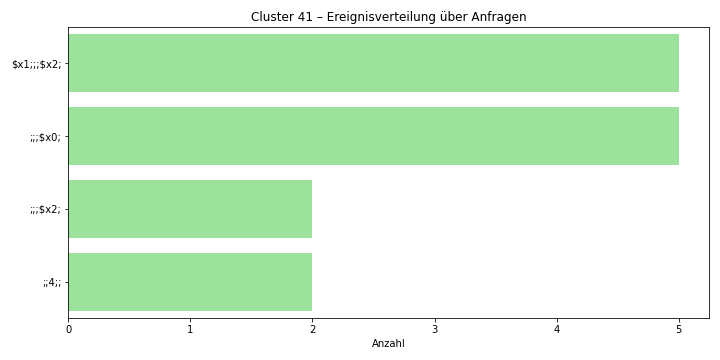 Cluster 41 – Ereignisverteilung über Anfragen
$x1;;;$x2;
;;;$x0;
;;;$x2;
;;4;;
0 1 2 3 4 5
Anzahl